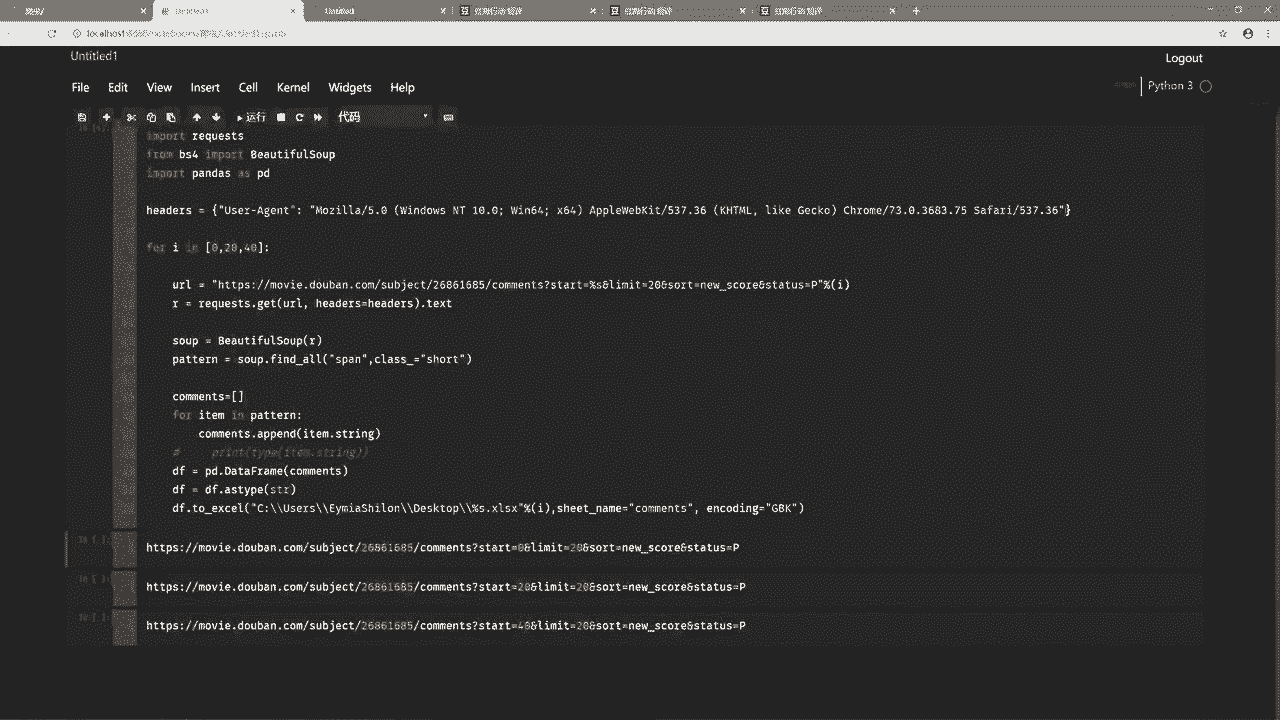 Untitled
localhost
Untitled1
Logout
File Edit View Insert Cell Kernel Widgets Help
Python 3
运行 代码
import requests
from bs4 import BeautifulSoup
import pandas as pd
headers = {"User-Agent": "Mozilla/5.0 (Windows NT 10.0; Win64; x64) AppleWebKit/537.36 (KHTML, like Gecko) Chrome/73.0.3683.75 Safari/537.36"}
for i in [0,20,40]:
url = "https://movie.douban.com/subject/26861685/comments?start=%s&limit=20&sort=new_score&status=P"%(i)
r = requests.get(url, headers=headers).text
soup = BeautifulSoup(r)
pattern = soup.find_all("span",class_="short")
comments=[]
for item in pattern:
comments.append(item.string)
# print(type(item.string))
df = pd.DataFrame(comments)
df = df.astype(str)
df.to_excel("C:\\Users\\EymiaShilon\\Desktop\\%s.xlsx"%(i),sheet_name="comments", encoding="GBK")
https://movie.douban.com/subject/26861685/comments?start=0&limit=20&sort=new_score&status=P
https://movie.douban.com/subject/26861685/comments?start=20&limit=20&sort=new_score&status=P
https://movie.douban.com/subject/26861685/comments?start=40&limit=20&sort=new_score&status=P